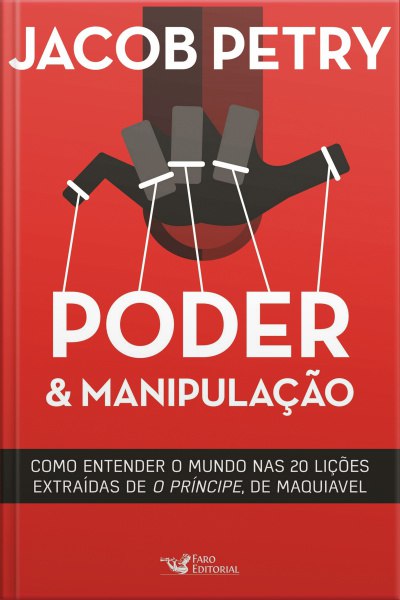 JACOB PETRY
PODER
& MANIPULAÇÃO
COMO ENTENDER O MUNDO NAS 20 LIÇÕES
EXTRAÍDAS DE O PRÍNCIPE, DE MAQUIAVEL
FARO
EDITORIAL